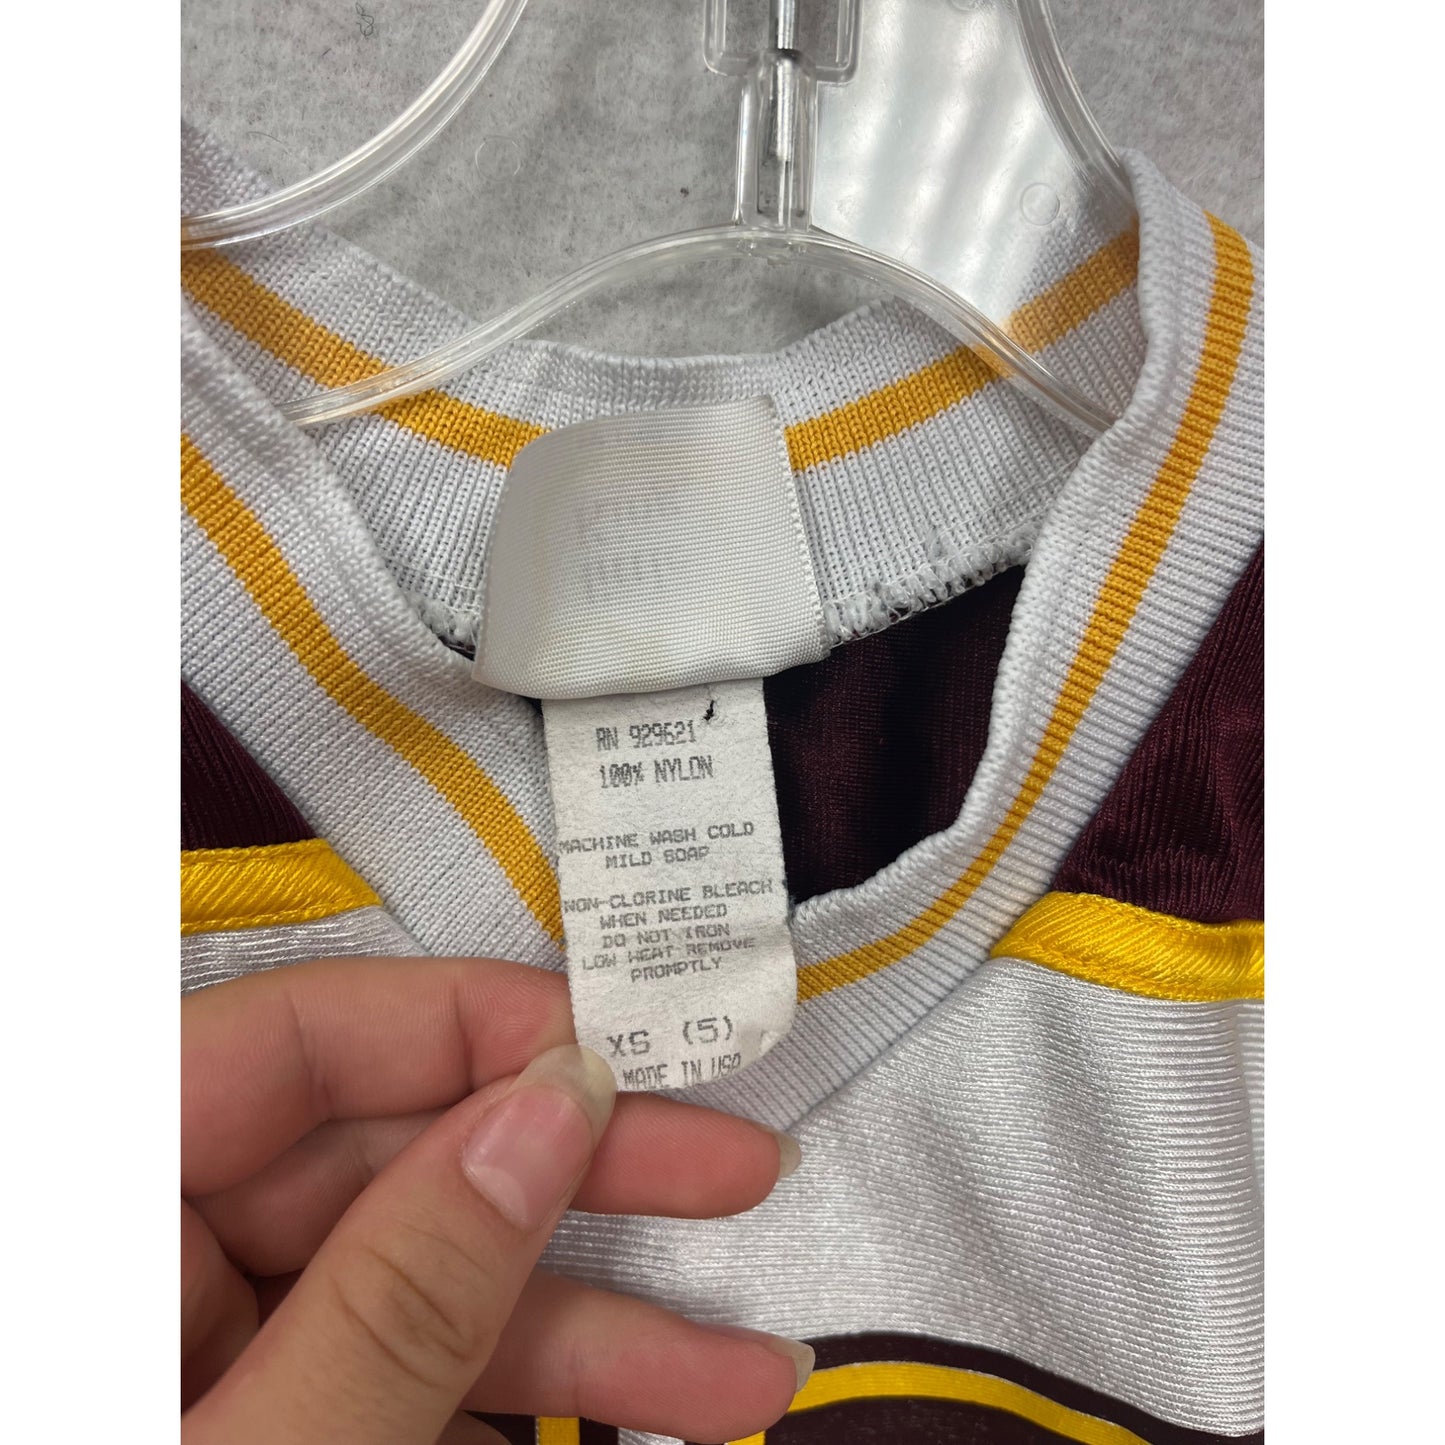 RN 929621
100% NYLON
MACHINE WASH COLD
MILD SOAP
NON-CLORINE BLEACH
WHEN NEEDED
DO NOT IRON
LOW HEAT REMOVE
PROMPTLY
XS (5)
MADE IN USA